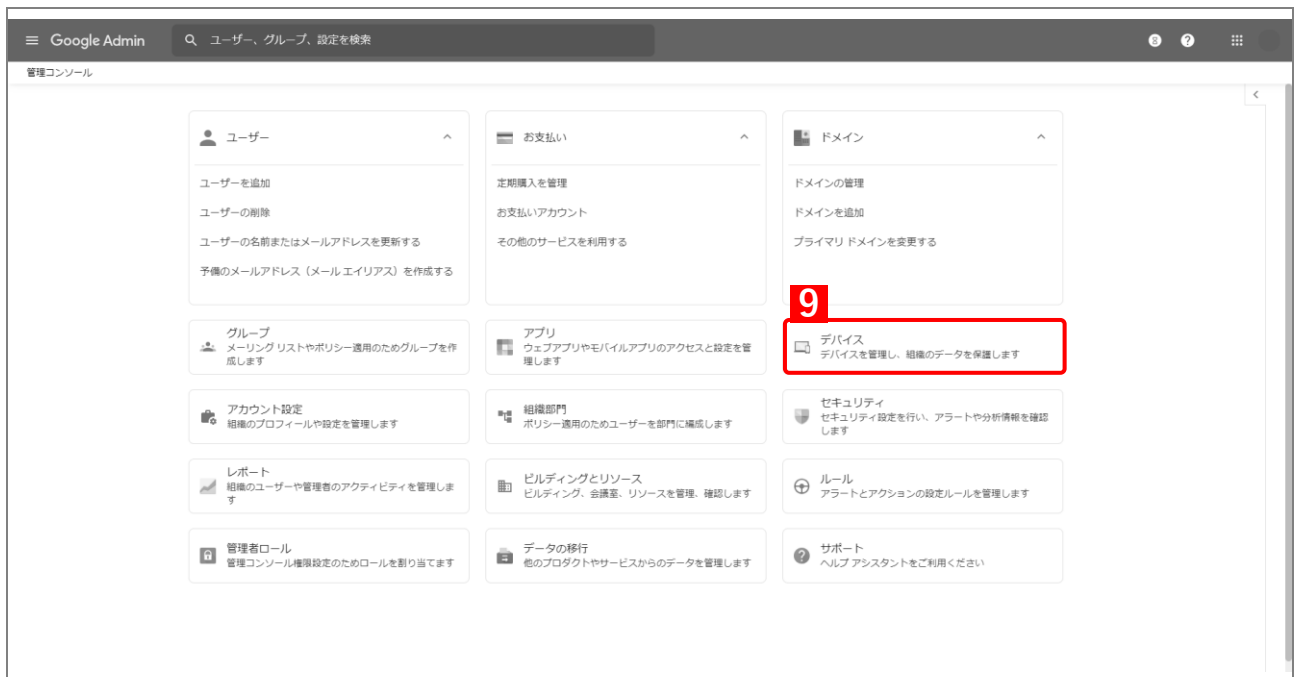 Google Admin
ユーザー、グループ、設定を検索
管理コンソール
ユーザー
ユーザーを追加
ユーザーの削除
ユーザーの名前またはメールアドレスを更新する
予備のメールアドレス（メール エイリアス）を作成する
お支払い
定期購入を管理
お支払いアカウント
その他のサービスを利用する
ドメイン
ドメインの管理
ドメインを追加
プライマリ ドメインを変更する
グループ
メーリング リストやポリシー適用のためグループを作
成します
アプリ
ウェブアプリやモバイルアプリのアクセスと設定を管
理します
9
デバイス
デバイスを管理し、組織のデータを保護します
アカウント設定
組織のプロフィールや設定を管理します
組織部門
ポリシー適用のためユーザーを部門に編成します
セキュリティ
セキュリティ設定を行い、アラートや分析情報を確認
します
レポート
組織のユーザーや管理者のアクティビティを管理しま
す
ビルディングとリソース
ビルディング、会議室、リソースを管理、確認します
ルール
アラートとアクションの設定ルールを管理します
管理者ロール
管理コンソール権限設定のためロールを割り当てます
データの移行
他のプロダクトやサービスからのデータを管理します
サポート
ヘルプ アシスタントをご利用ください